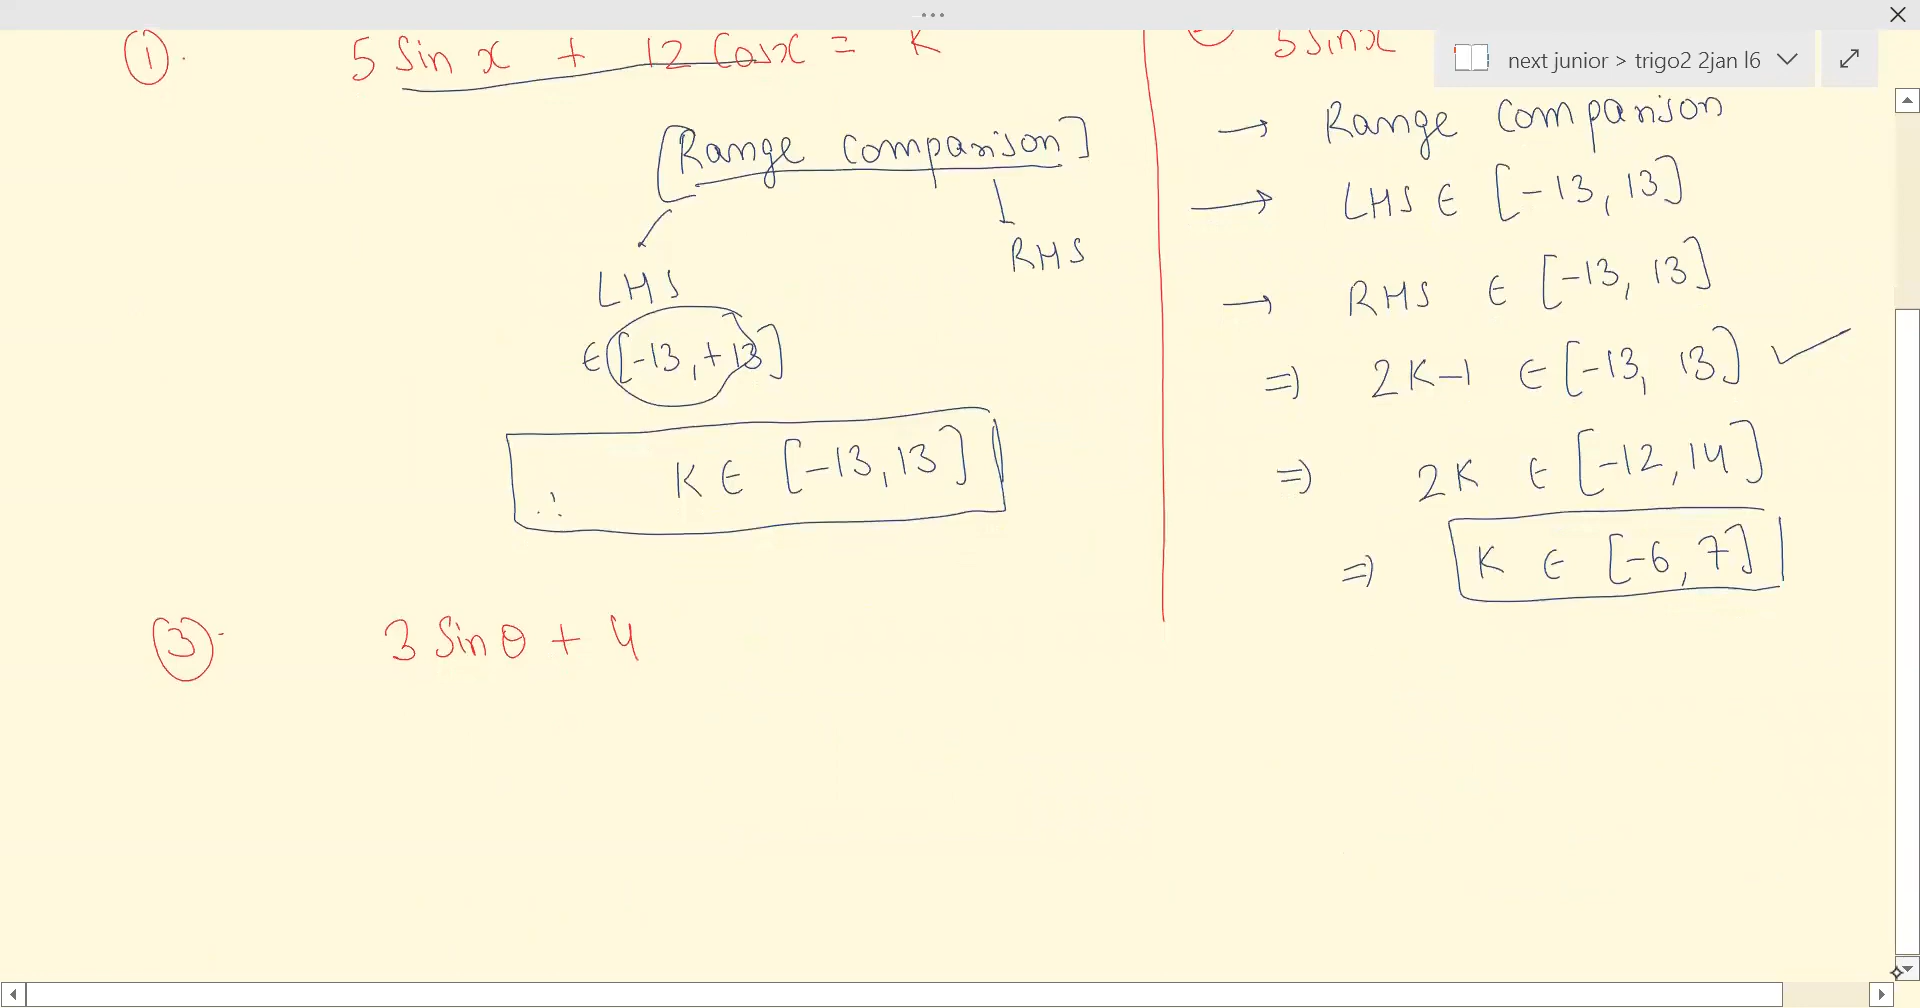 ①. 5 Sin x + 12 Cos x = K
[Range Comparison]
LHS
RHS
∈ [-13, +13]
∴ K ∈ [-13, 13]
③. 3 Sin θ + 4
5 Sin x
next junior > trigo2 2jan l6
→ Range Comparison
→ LHS ∈ [-13, 13]
→ RHS ∈ [-13, 13]
⇒ 2K-1 ∈ [-13, 13] ✓
⇒ 2K ∈ [-12, 14]
⇒ K ∈ [-6, 7]